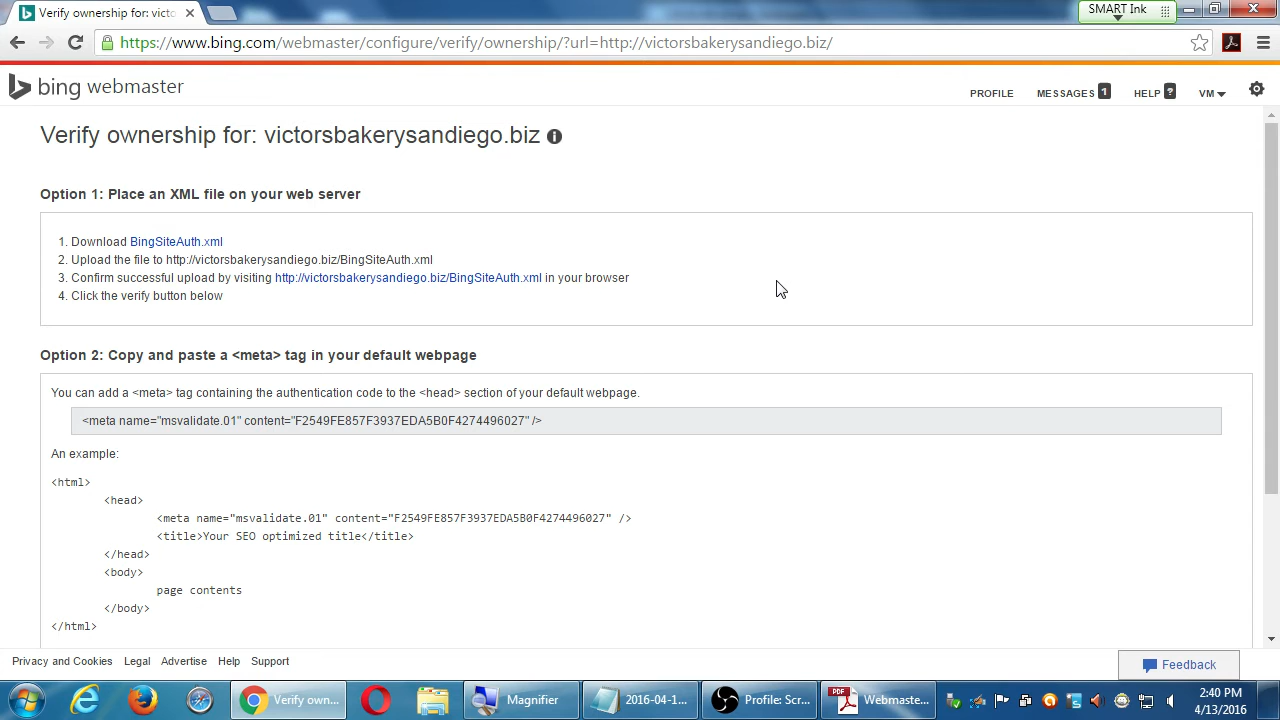 Verify ownership for: victo
SMART Ink
https://www.bing.com/webmaster/configure/verify/ownership/?url=http://victorsbakerysandiego.biz/
bing webmaster
PROFILE MESSAGES 1 HELP ? VM
Verify ownership for: victorsbakerysandiego.biz
Option 1: Place an XML file on your web server
1. Download BingSiteAuth.xml
2. Upload the file to http://victorsbakerysandiego.biz/BingSiteAuth.xml
3. Confirm successful upload by visiting http://victorsbakerysandiego.biz/BingSiteAuth.xml in your browser
4. Click the verify button below
Option 2: Copy and paste a <meta> tag in your default webpage
You can add a <meta> tag containing the authentication code to the <head> section of your default webpage.
<meta name="msvalidate.01" content="F2549FE857F3937EDA5B0F4274496027" />
An example:
<html>
<head>
<meta name="msvalidate.01" content="F2549FE857F3937EDA5B0F4274496027" />
<title>Your SEO optimized title</title>
</head>
<body>
page contents
</body>
</html>
Privacy and Cookies Legal Advertise Help Support
Feedback
Verify own... Magnifier 2016-04-1... Profile: Scr... PDF Webmaste... 2:40 PM
4/13/2016